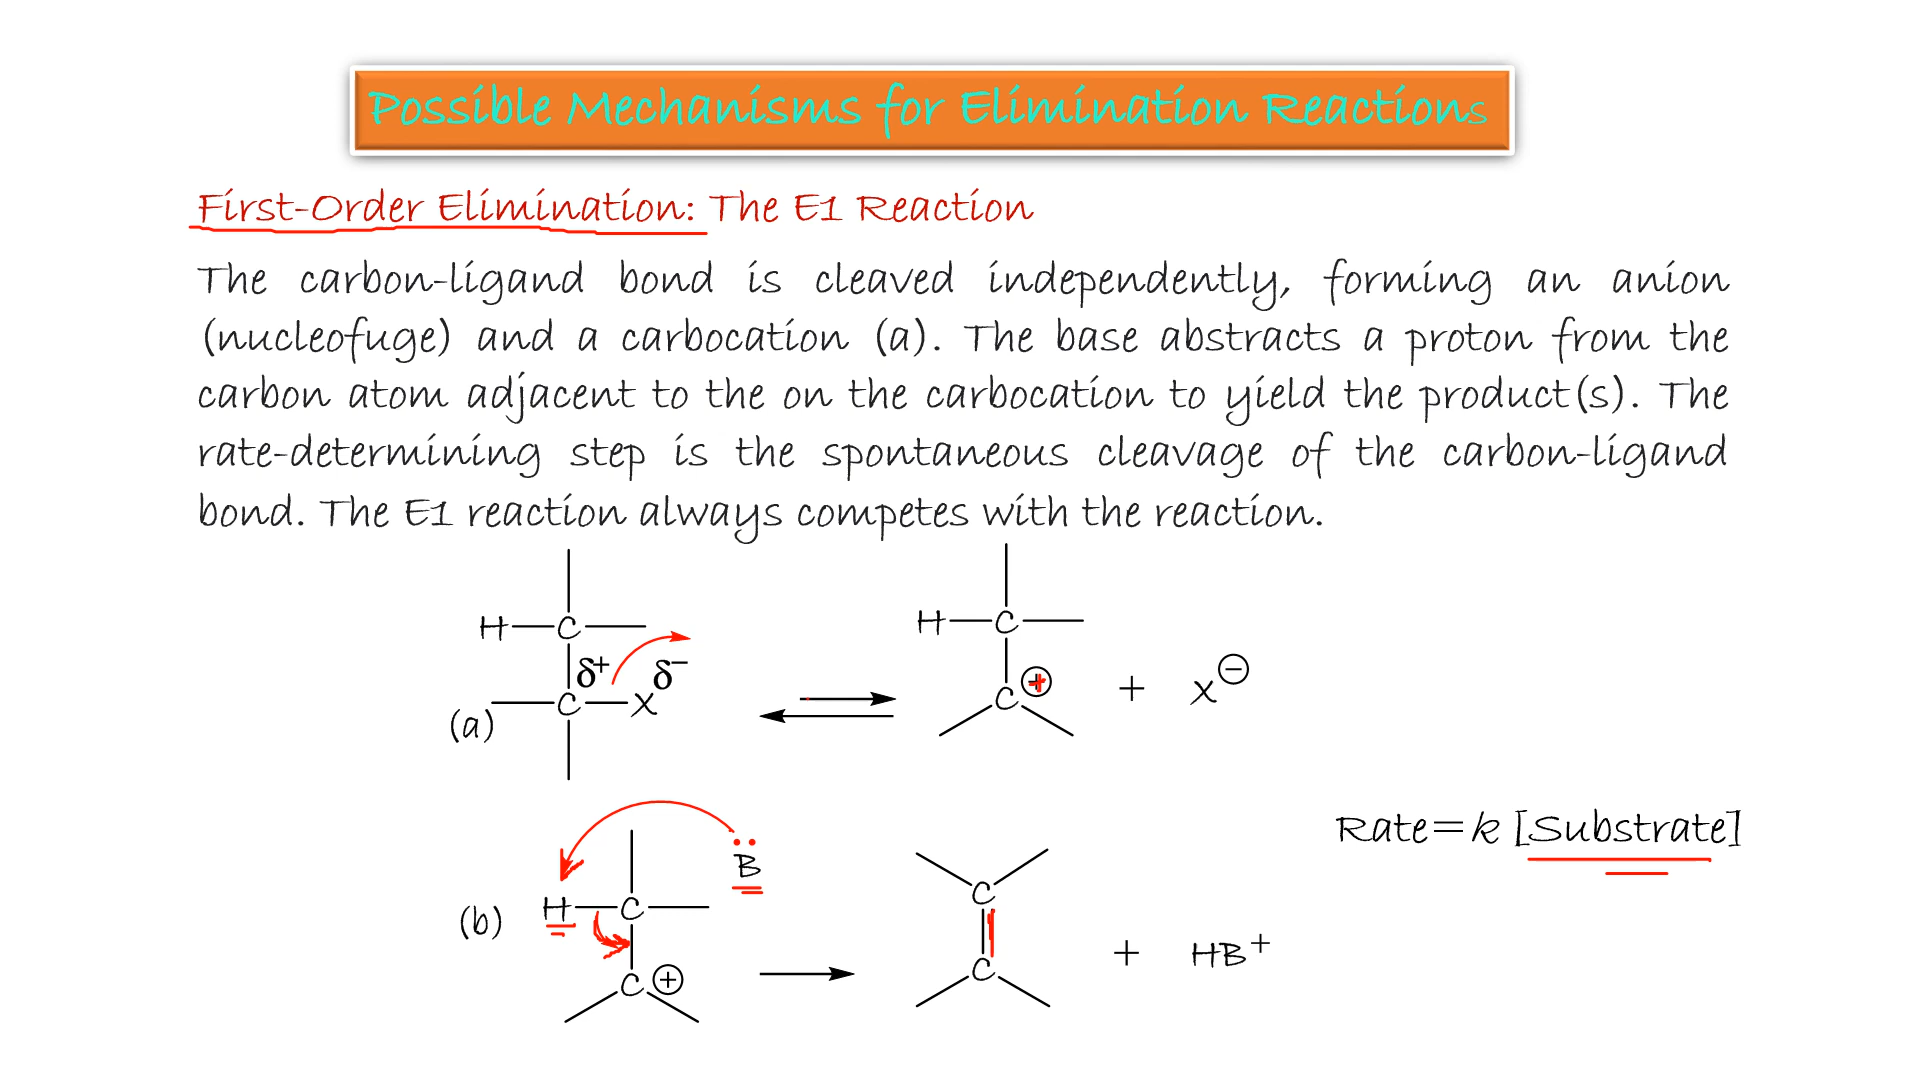 Possible Mechanisms for Elimination Reactions
First-Order Elimination: The E1 Reaction
The carbon-ligand bond is cleaved independently, forming an anion
(nucleofuge) and a carbocation (a). The base abstracts a proton from the
carbon atom adjacent to the on the carbocation to yield the product(s). The
rate-determining step is the spontaneous cleavage of the carbon-ligand
bond. The E1 reaction always competes with the reaction.
H C
δ+ δ−
(a) C X
H C
C + + X −
Rate=k [Substrate]
B
(b) H C
C +
C
C
+ HB+